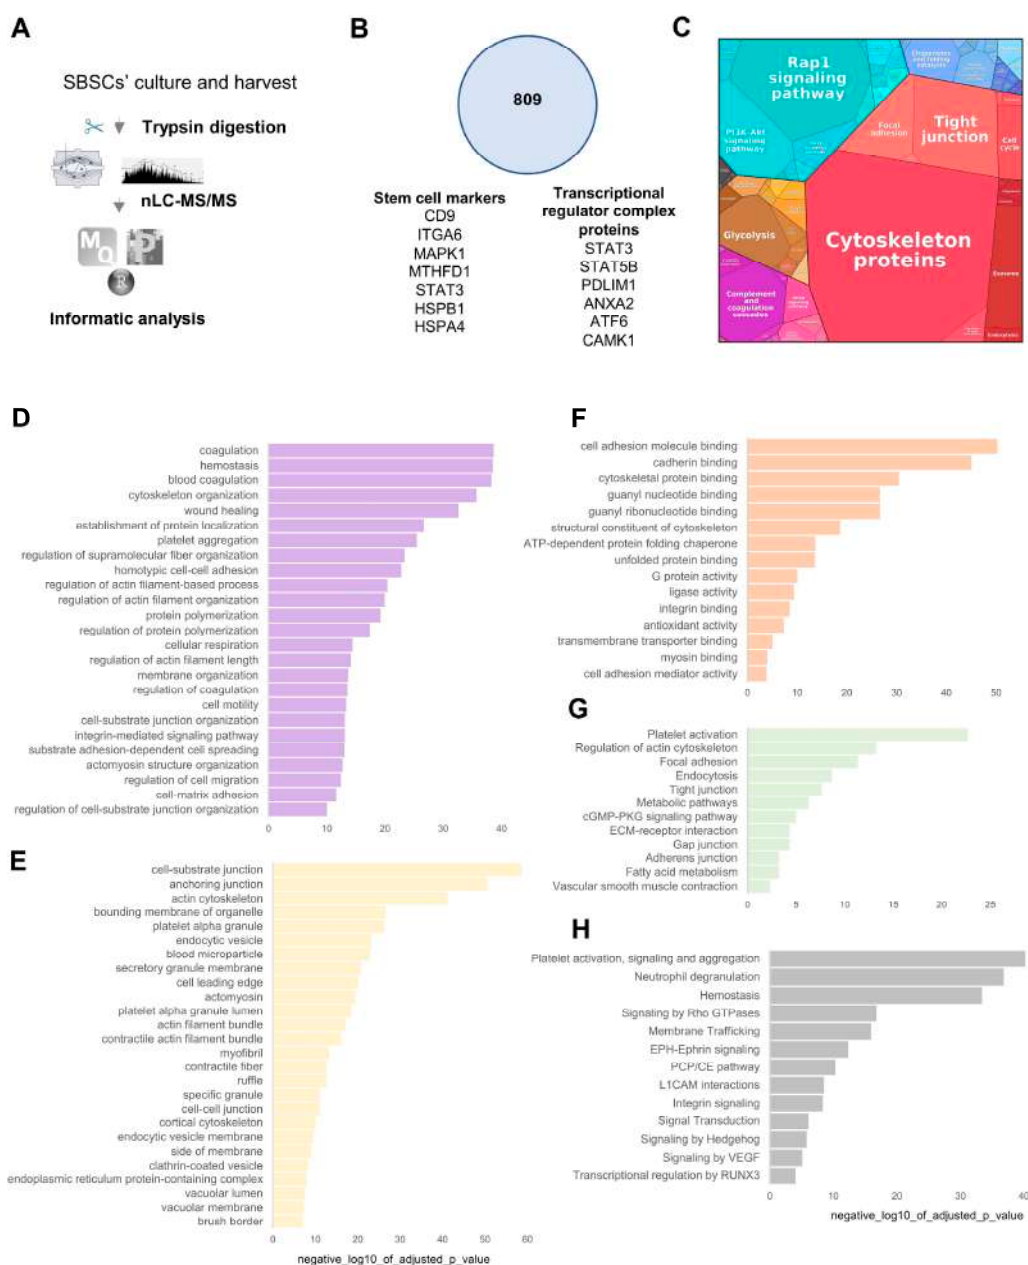 A
SBSCs' culture and harvest
Trypsin digestion
nLC-MS/MS
MQ
P
R
Informatic analysis
B
809
Stem cell markers
CD9
ITGA6
MAPK1
MTHFD1
STAT3
HSPB1
HSPA4
Transcriptional
regulator complex
proteins
STAT3
STAT5B
PDLIM1
ANXA2
ATF6
CAMK1
C
Rap1
signaling
pathway
PI3K-Akt
signaling
pathway
Chaperones
and folding
catalysts
Focal
adhesion
Tight
junction
Cell
cycle
Glycolysis
Cytoskeleton
proteins
Complement
and
coagulation
cascades
Exosome
D
coagulation
hemostasis
blood coagulation
cytoskeleton organization
wound healing
establishment of protein localization
platelet aggregation
regulation of supramolecular fiber organization
homotypic cell-cell adhesion
regulation of actin filament-based process
regulation of actin filament organization
protein polymerization
regulation of protein polymerization
cellular respiration
regulation of actin filament length
membrane organization
regulation of coagulation
cell motility
cell-substrate junction organization
integrin-mediated signaling pathway
substrate adhesion-dependent cell spreading
actomyosin structure organization
regulation of cell migration
cell-matrix adhesion
regulation of cell-substrate junction organization
0 10 20 30 40
E
cell-substrate junction
anchoring junction
actin cytoskeleton
bounding membrane of organelle
platelet alpha granule
endocytic vesicle
blood microparticle
secretory granule membrane
cell leading edge
actomyosin
platelet alpha granule lumen
actin filament bundle
contractile actin filament bundle
myofibril
contractile fiber
ruffle
specific granule
cell-cell junction
cortical cytoskeleton
endocytic vesicle membrane
side of membrane
clathrin-coated vesicle
endoplasmic reticulum protein-containing complex
vacuolar lumen
vacuolar membrane
brush border
0 10 20 30 40 50 60
negative_log10_of_adjusted_p_value
F
cell adhesion molecule binding
cadherin binding
cytoskeletal protein binding
guanyl nucleotide binding
guanyl ribonucleotide binding
structural constituent of cytoskeleton
ATP-dependent protein folding chaperone
unfolded protein binding
G protein activity
ligase activity
integrin binding
antioxidant activity
transmembrane transporter binding
myosin binding
cell adhesion mediator activity
0 10 20 30 40 50
G
Platelet activation
Regulation of actin cytoskeleton
Focal adhesion
Endocytosis
Tight junction
Metabolic pathways
cGMP-PKG signaling pathway
ECM-receptor interaction
Gap junction
Adherens junction
Fatty acid metabolism
Vascular smooth muscle contraction
0 5 10 15 20 25
H
Platelet activation, signaling and aggregation
Neutrophil degranulation
Hemostasis
Signaling by Rho GTPases
Membrane Trafficking
EPH-Ephrin signaling
PCP/CE pathway
L1CAM interactions
Integrin signaling
Signal Transduction
Signaling by Hedgehog
Signaling by VEGF
Transcriptional regulation by RUNX3
0 10 20 30 40
negative_log10_of_adjusted_p_value